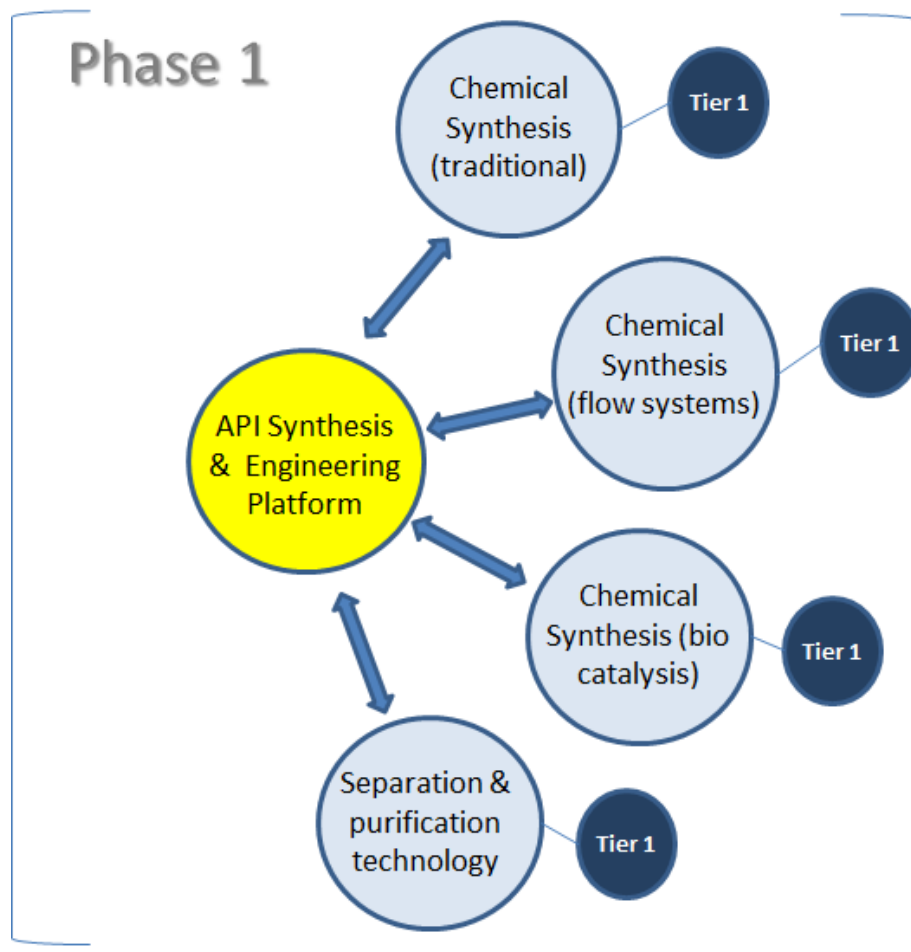 Phase 1
Chemical
Synthesis
(traditional)
Tier 1
Chemical
Synthesis
(flow systems)
Tier 1
API Synthesis
& Engineering
Platform
Chemical
Synthesis (bio
catalysis)
Tier 1
Separation &
purification
technology
Tier 1